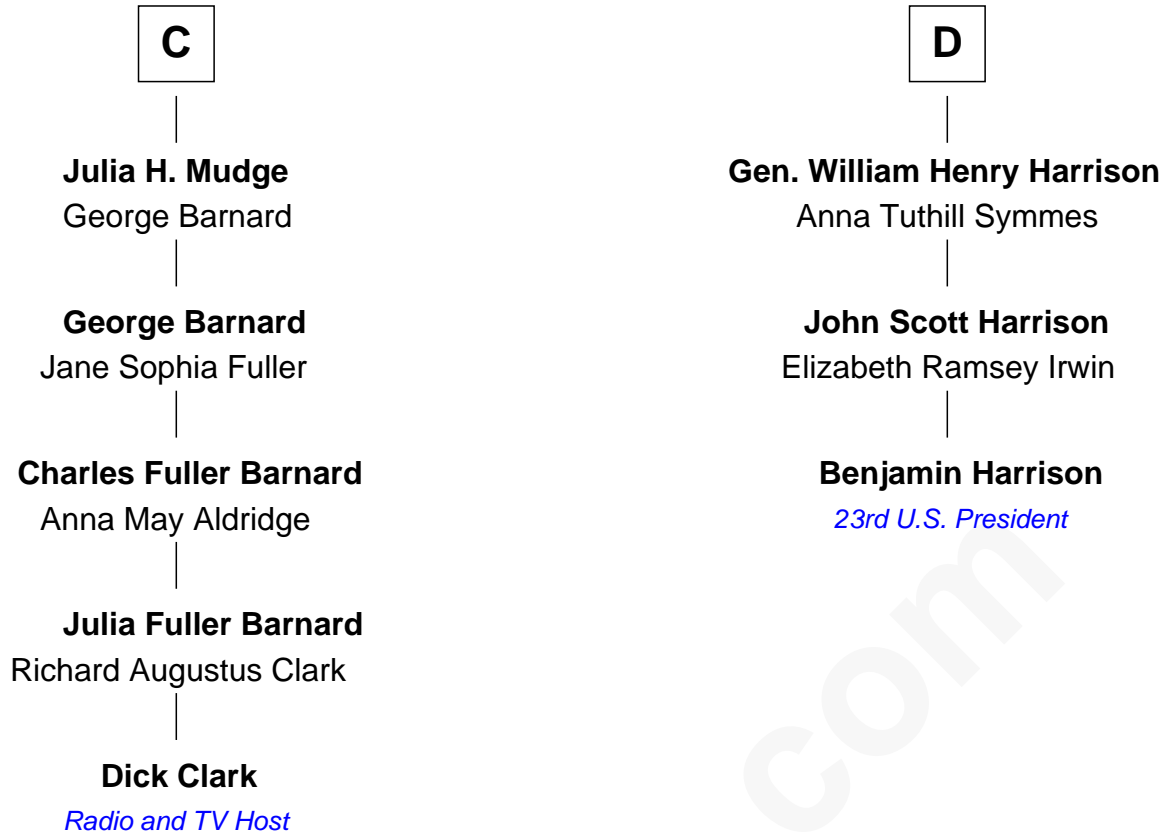 C
Julia H. Mudge
George Barnard
George Barnard
Jane Sophia Fuller
Charles Fuller Barnard
Anna May Aldridge
Julia Fuller Barnard
Richard Augustus Clark
Dick Clark
Radio and TV Host
D
Gen. William Henry Harrison
Anna Tuthill Symmes
John Scott Harrison
Elizabeth Ramsey Irwin
Benjamin Harrison
23rd U.S. President
com